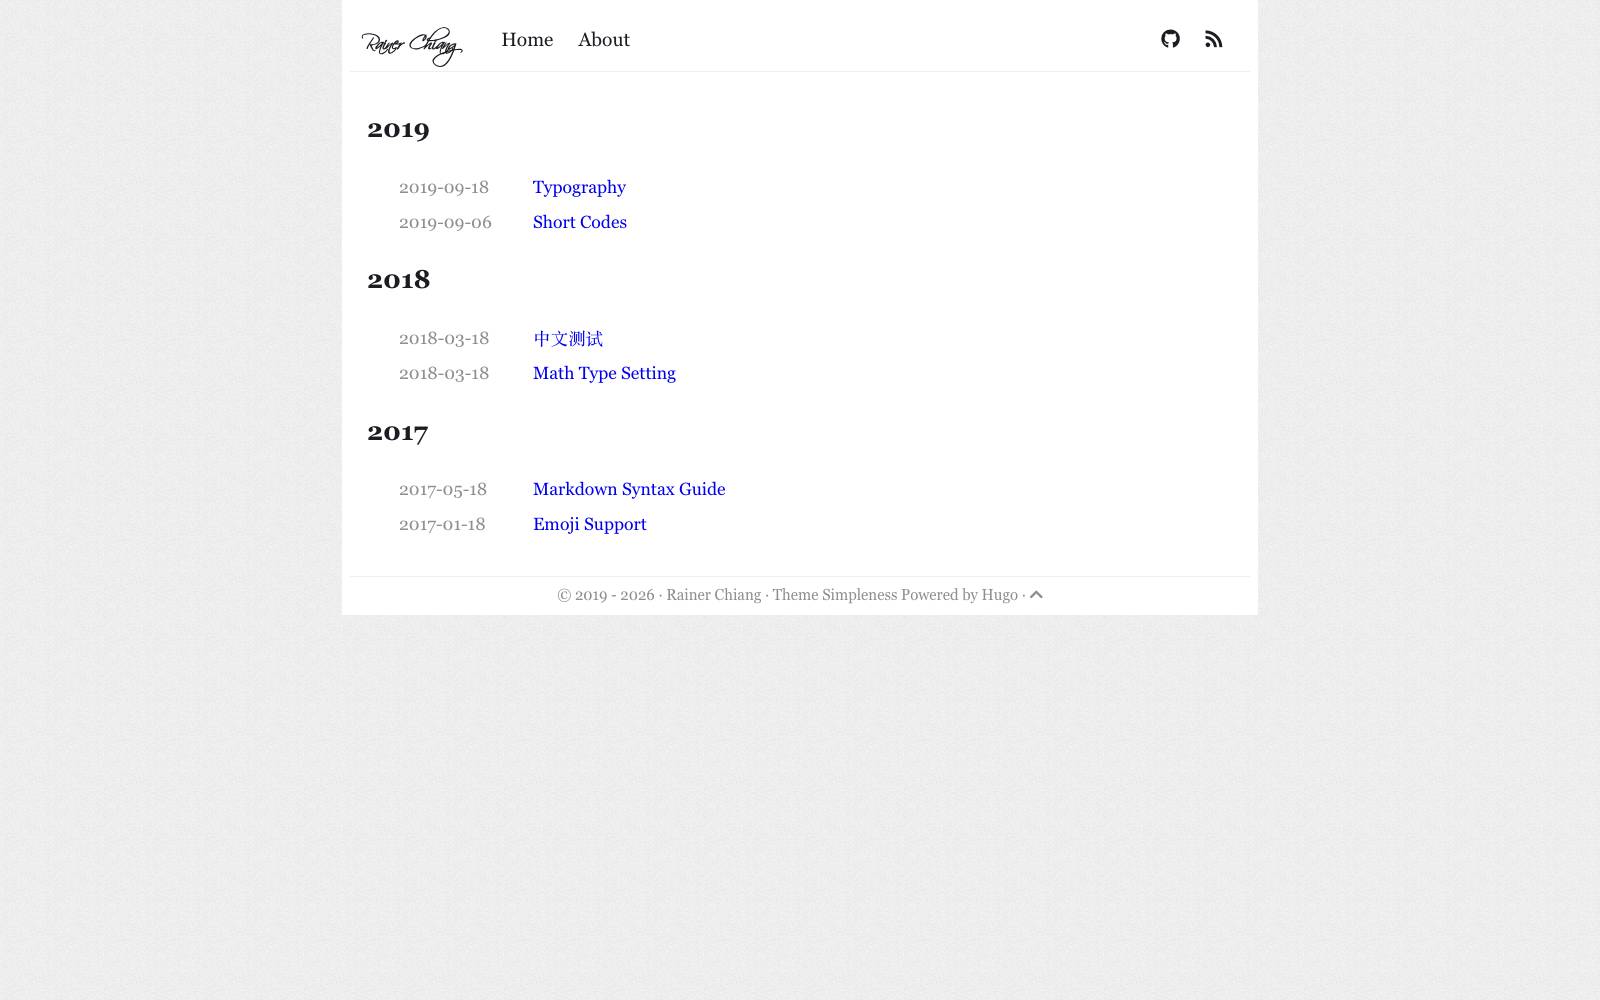 Rainer Chiang Home About
2019
2019-09-18 Typography
2019-09-06 Short Codes
2018
2018-03-18 中文测试
2018-03-18 Math Type Setting
2017
2017-05-18 Markdown Syntax Guide
2017-01-18 Emoji Support
© 2019 - 2026 · Rainer Chiang · Theme Simpleness Powered by Hugo ·